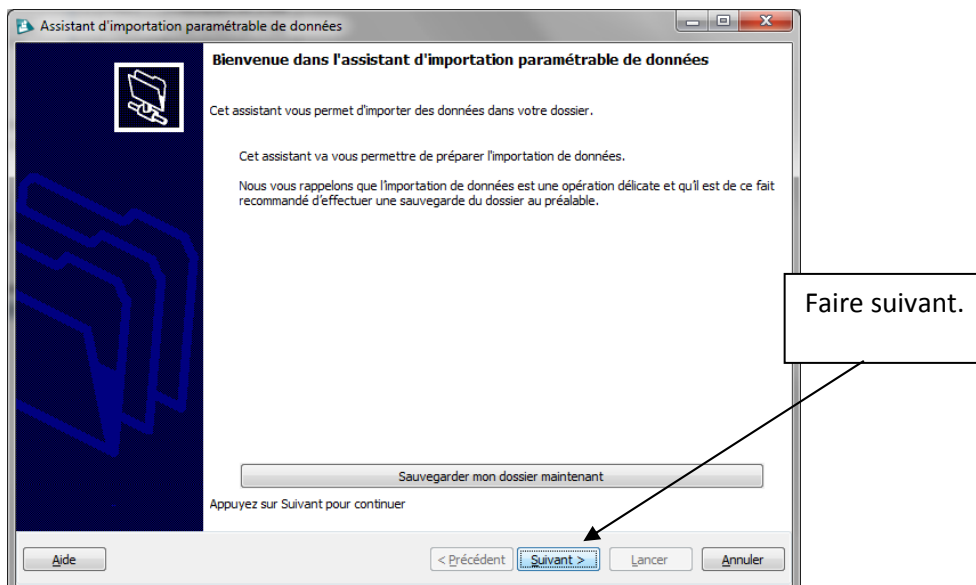 Assistant d'importation paramétrable de données
Bienvenue dans l'assistant d'importation paramétrable de données
Cet assistant vous permet d'importer des données dans votre dossier.
Cet assistant va vous permettre de préparer l'importation de données.
Nous vous rappelons que l'importation de données est une opération délicate et qu'il est de ce fait
recommandé d'effectuer une sauvegarde du dossier au préalable.
Faire suivant.
Sauvegarder mon dossier maintenant
Appuyez sur Suivant pour continuer
Aide
< Précédent
Suivant >
Lancer
Annuler